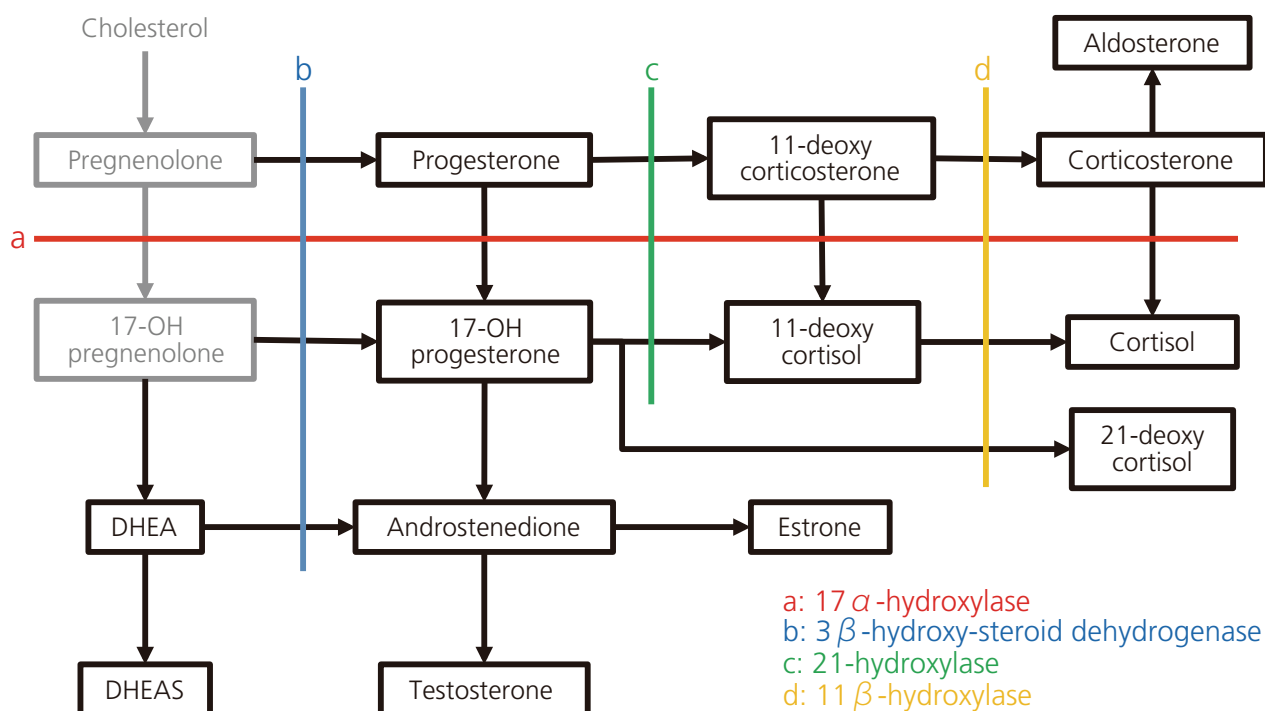 Cholesterol
Aldosterone
b
c
d
Pregnenolone
Progesterone
11-deoxy
corticosterone
Corticosterone
a
17-OH
pregnenolone
17-OH
progesterone
11-deoxy
cortisol
Cortisol
21-deoxy
cortisol
DHEA
Androstenedione
Estrone
DHEAS
Testosterone
a: 17α-hydroxylase
b: 3β-hydroxy-steroid dehydrogenase
c: 21-hydroxylase
d: 11β-hydroxylase